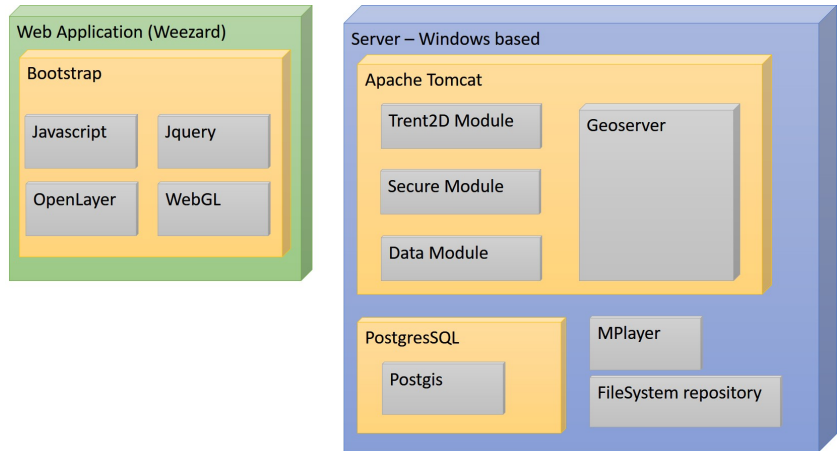 Web Application (Weezard)
Bootstrap
Javascript
Jquery
OpenLayer
WebGL
Server – Windows based
Apache Tomcat
Trent2D Module
Geoserver
Secure Module
Data Module
PostgresSQL
Postgis
MPlayer
FileSystem repository